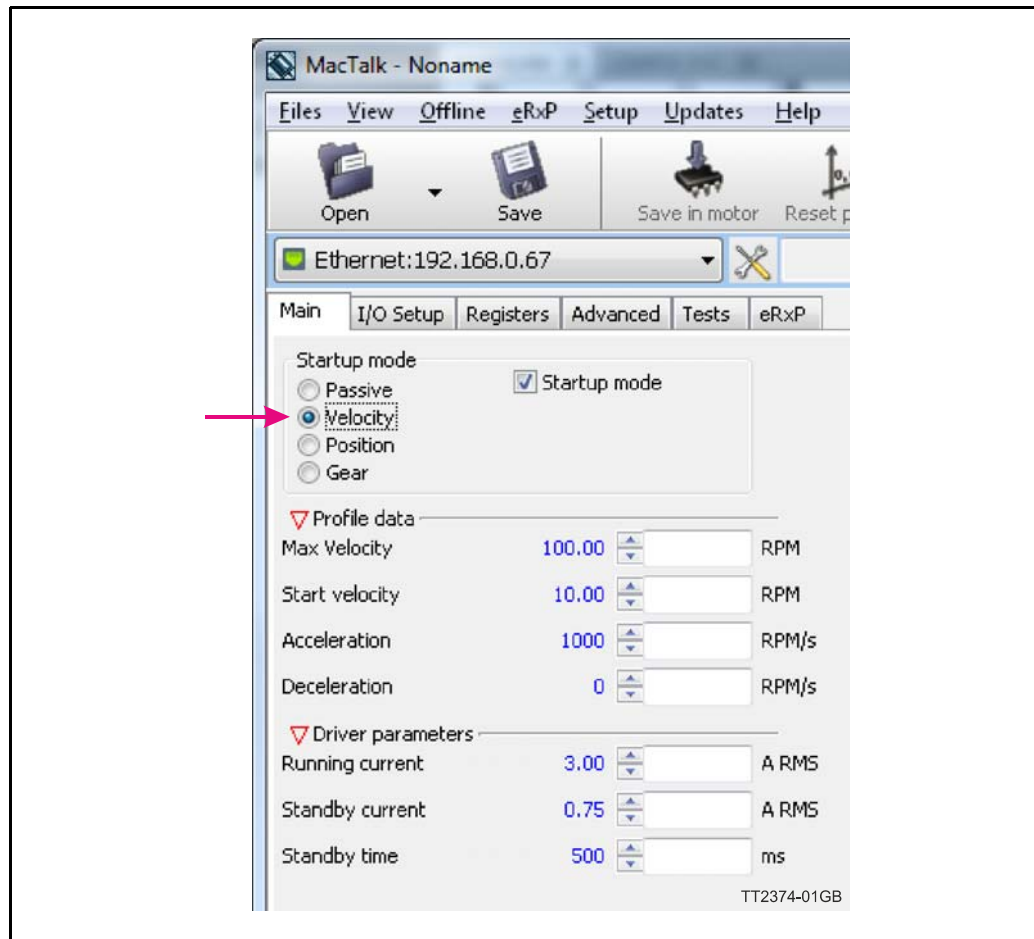 MacTalk - Noname
Files View Offline eRxP Setup Updates Help
Open Save Save in motor Reset p
0,
Ethernet:192.168.0.67
Main I/O Setup Registers Advanced Tests eRxP
Startup mode
Passive
Startup mode
Velocity
Position
Gear
Profile data
Max Velocity 100.00 RPM
Start velocity 10.00 RPM
Acceleration 1000 RPM/s
Deceleration 0 RPM/s
Driver parameters
Running current 3.00 A RMS
Standby current 0.75 A RMS
Standby time 500 ms
TT2374-01GB